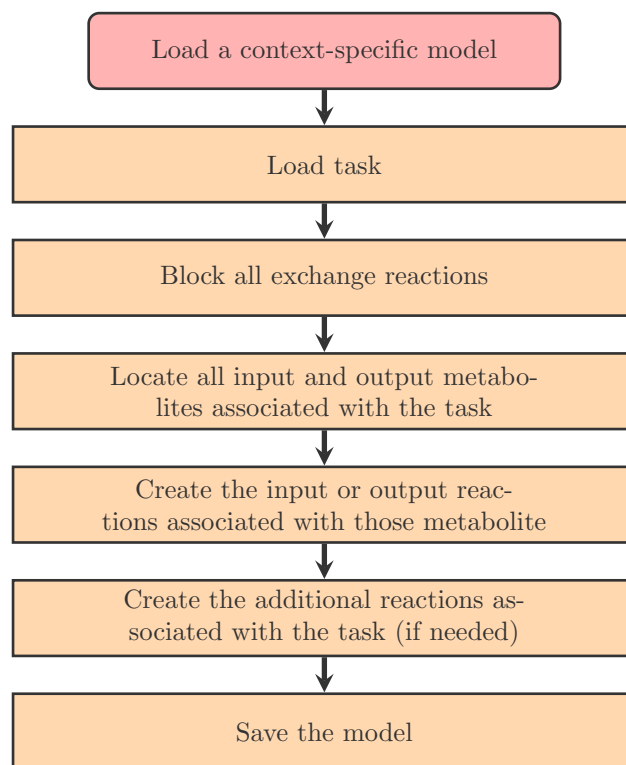 Load a context-specific model
Load task
Block all exchange reactions
Locate all input and output metabo-
lites associated with the task
Create the input or output reac-
tions associated with those metabolite
Create the additional reactions as-
sociated with the task (if needed)
Save the model